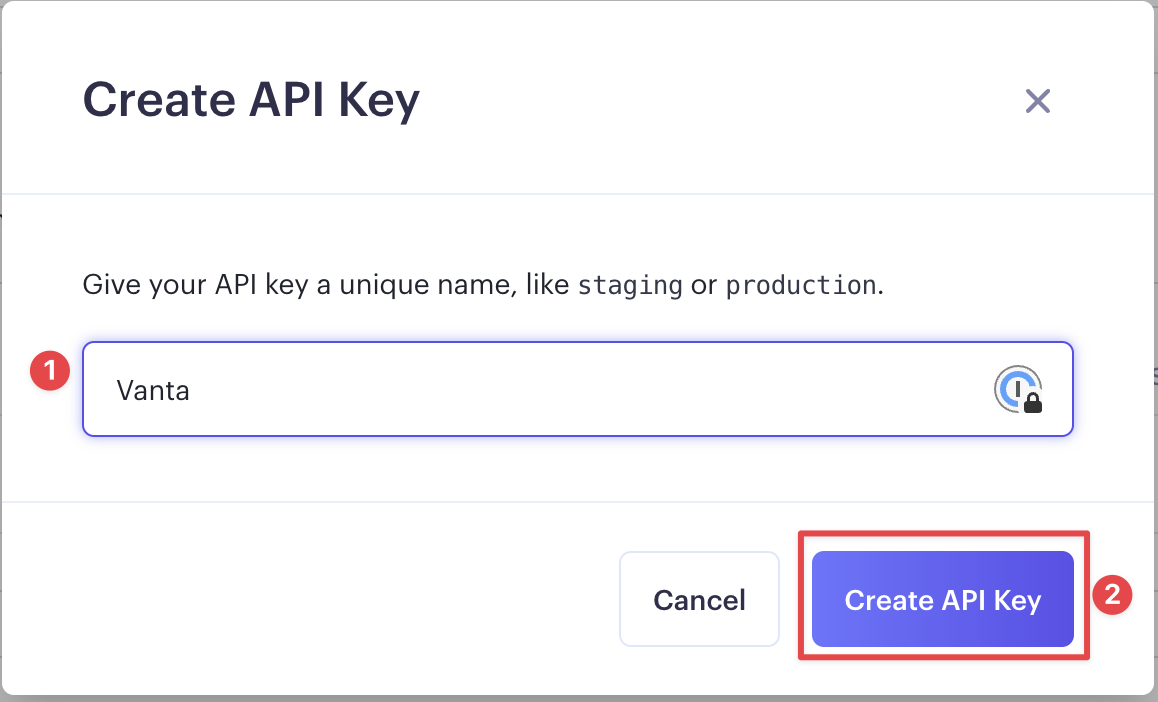 Create API Key
Give your API key a unique name, like staging or production.
1
Vanta
Cancel
Create API Key
2